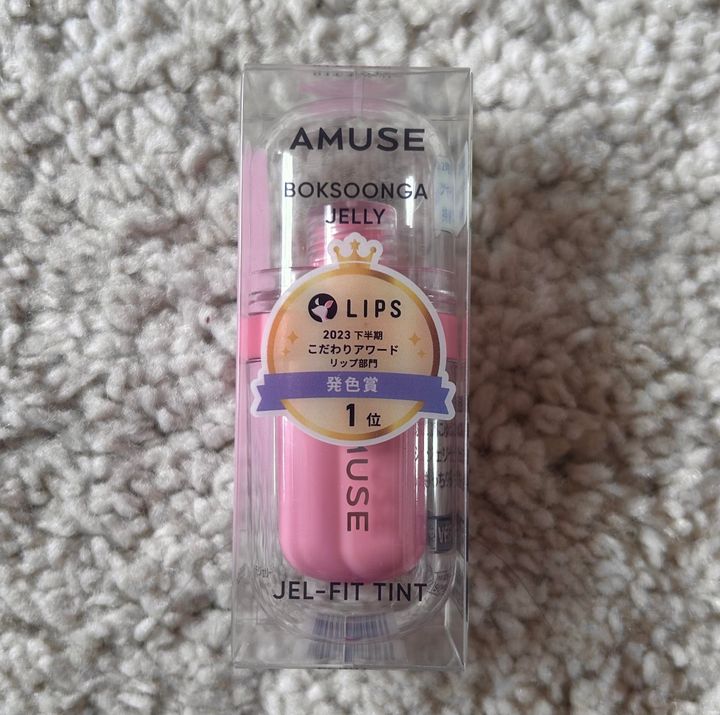 AMUSE
BOKSOONGA
JELLY
LIPS
2023 下半期
こだわりアワード
リップ部門
発色賞
1位
MUSE
JEL-FIT TINT